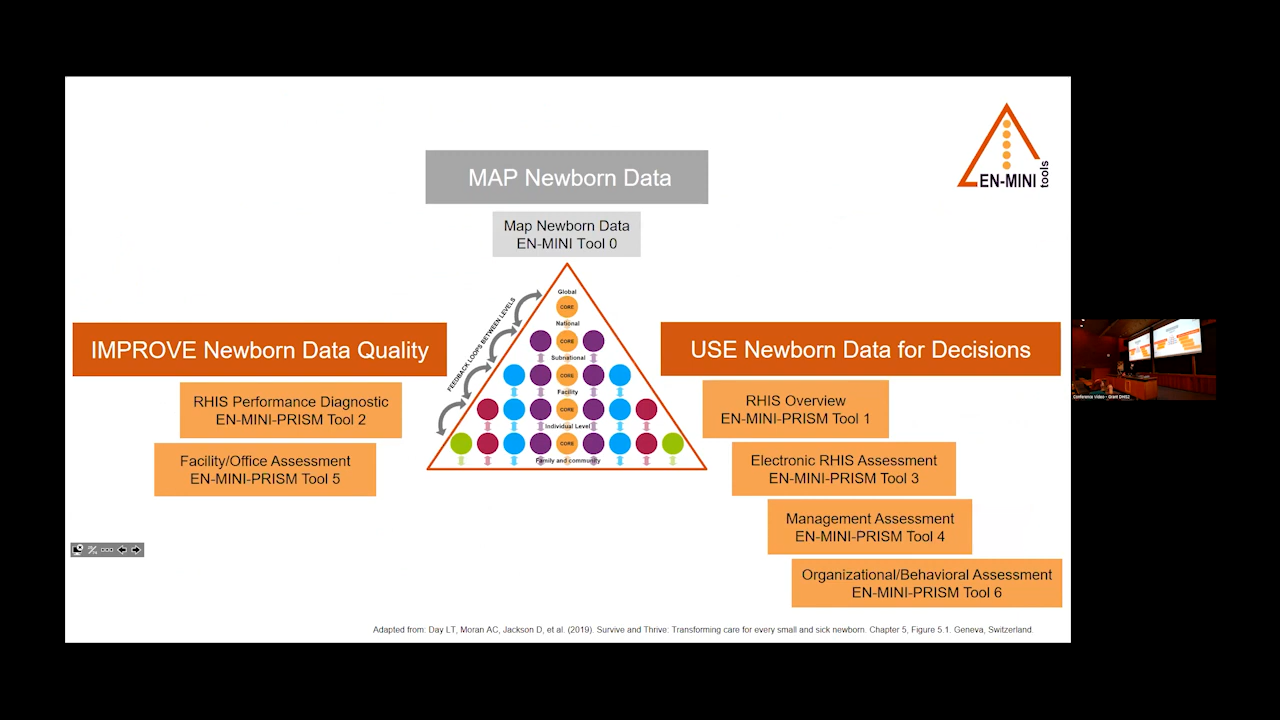 EN-MINI
tools
MAP Newborn Data
Map Newborn Data
EN-MINI Tool 0
IMPROVE Newborn Data Quality
RHIS Performance Diagnostic
EN-MINI-PRISM Tool 2
Facility/Office Assessment
EN-MINI-PRISM Tool 5
FEEDBACK LOOPS BETWEEN LEVELS
Global
CORE
National
CORE
Subnational
CORE
Facility
CORE
Individual Level
CORE
Family and community
USE Newborn Data for Decisions
RHIS Overview
EN-MINI-PRISM Tool 1
Electronic RHIS Assessment
EN-MINI-PRISM Tool 3
Management Assessment
EN-MINI-PRISM Tool 4
Organizational/Behavioral Assessment
EN-MINI-PRISM Tool 6
Adapted from: Day LT, Moran AC, Jackson D, et al. (2019). Survive and Thrive: Transforming care for every small and sick newborn. Chapter 5, Figure 5.1. Geneva, Switzerland.
Conference Video - Grant DHIS2